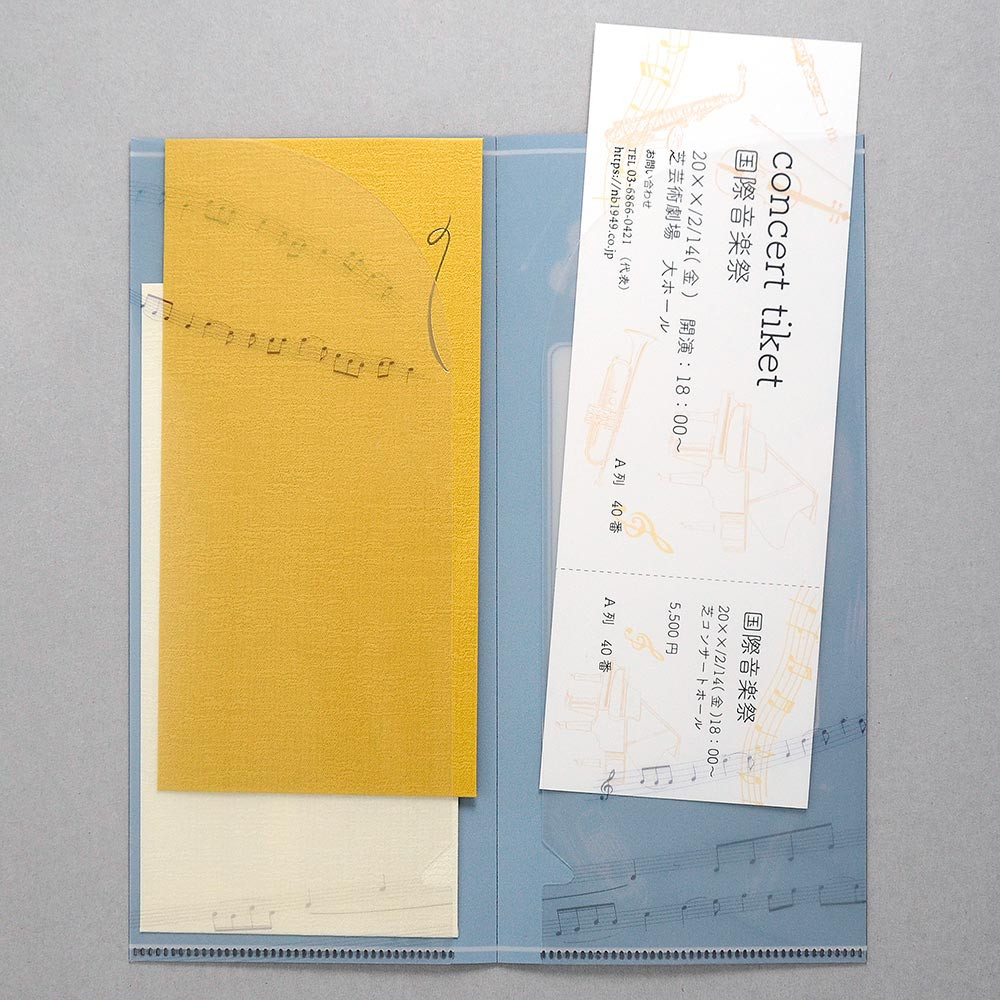 concert tiket
国際音楽祭
20××/2/14(金) 開演：18：00～
芝芸術劇場 大ホール
お問い合わせ
TEL 03-6866-0421 （代表）
https://nb1949.co.jp
A列 40番
国際音楽祭
20××/2/14(金)18：00～
芝コンサートホール
5,500円
A列 40番